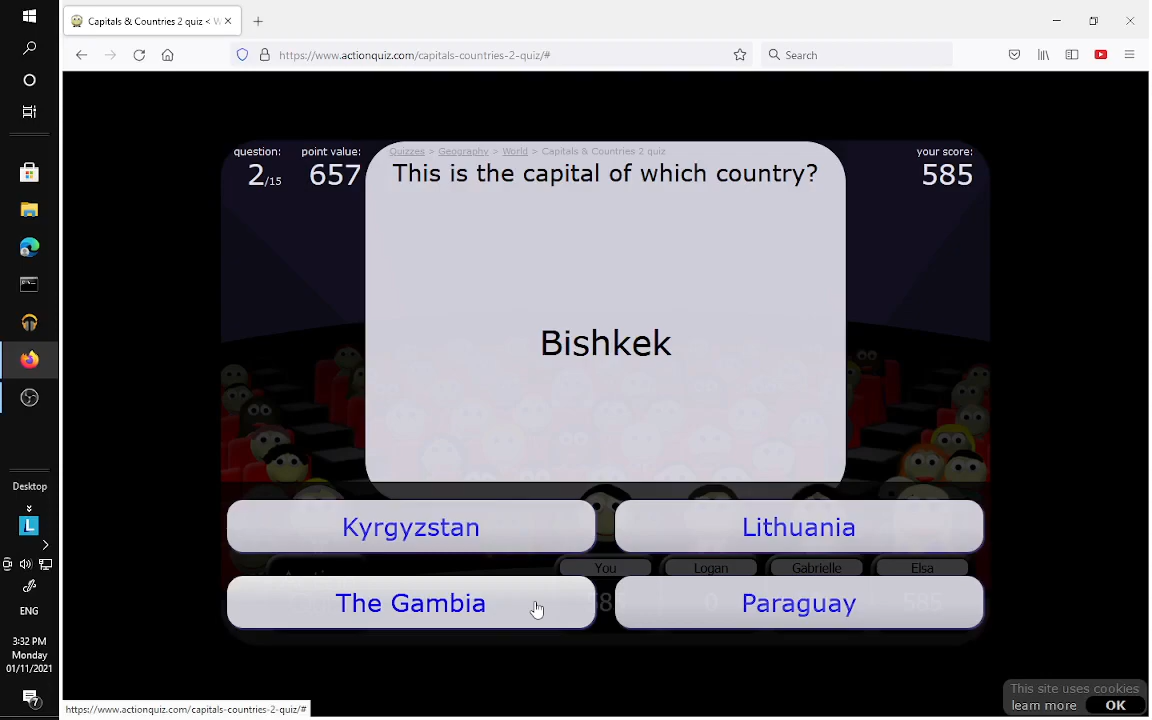 Capitals & Countries 2 quiz < W
https://www.actionquiz.com/capitals-countries-2-quiz/#
Search
question:
point value:
Quizzes > Geography > World > Capitals & Countries 2 quiz
your score:
2/15
657
This is the capital of which country?
585
Bishkek
Kyrgyzstan
Lithuania
You
Logan
Gabrielle
Elsa
The Gambia
Paraguay
585
0
585
Desktop
L
ENG
3:32 PM
Monday
01/11/2021
7
This site uses cookies
learn more
OK
https://www.actionquiz.com/capitals-countries-2-quiz/#